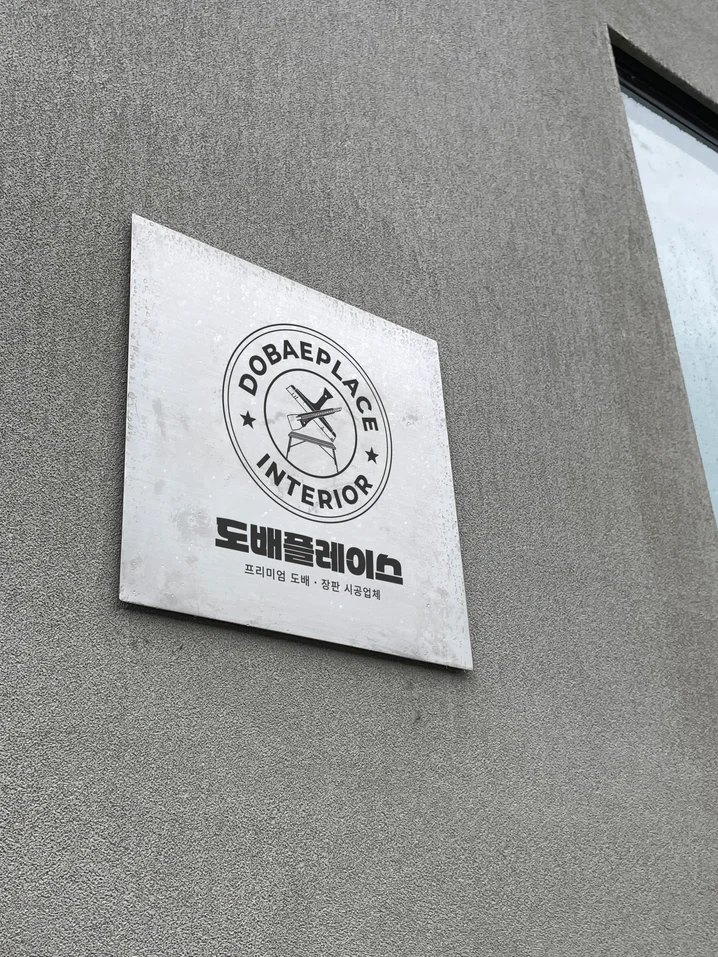 DOBAEPLACE
INTERIOR
도배플레이스
프리미엄 도배 · 장판 시공업체